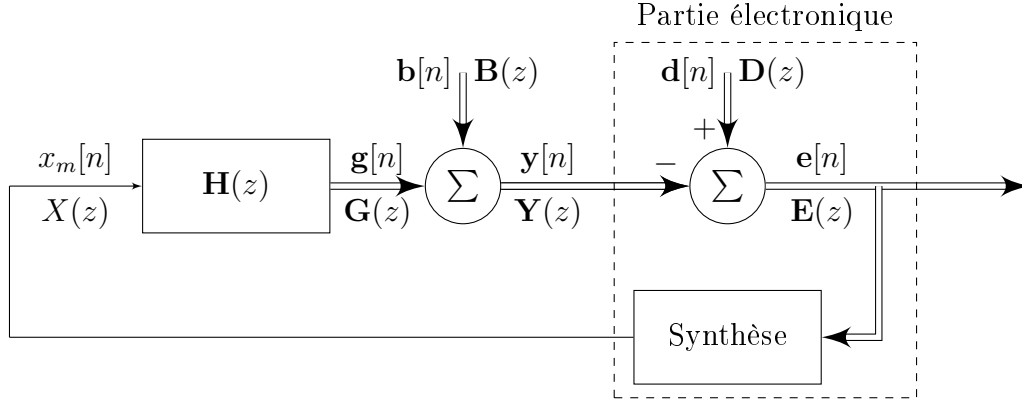 Partie électronique
b[n] B(z)
d[n] D(z)
+
x_m[n]
X(z)
H(z)
g[n]
G(z)
Σ
y[n]
Y(z)
−
Σ
e[n]
E(z)
Synthèse